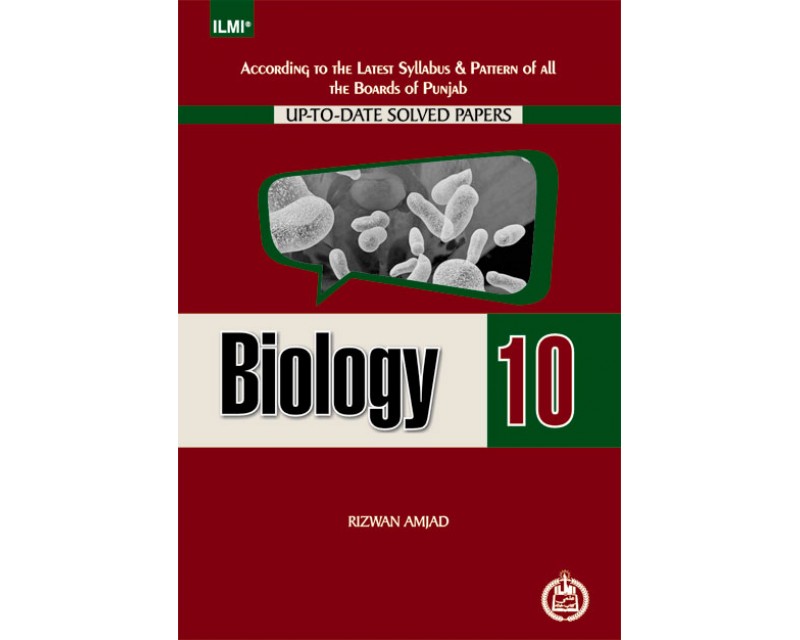 ILMI®
According to the Latest Syllabus & Pattern of all
the Boards of Punjab
UP-TO-DATE SOLVED PAPERS
Biology 10
RIZWAN AMJAD